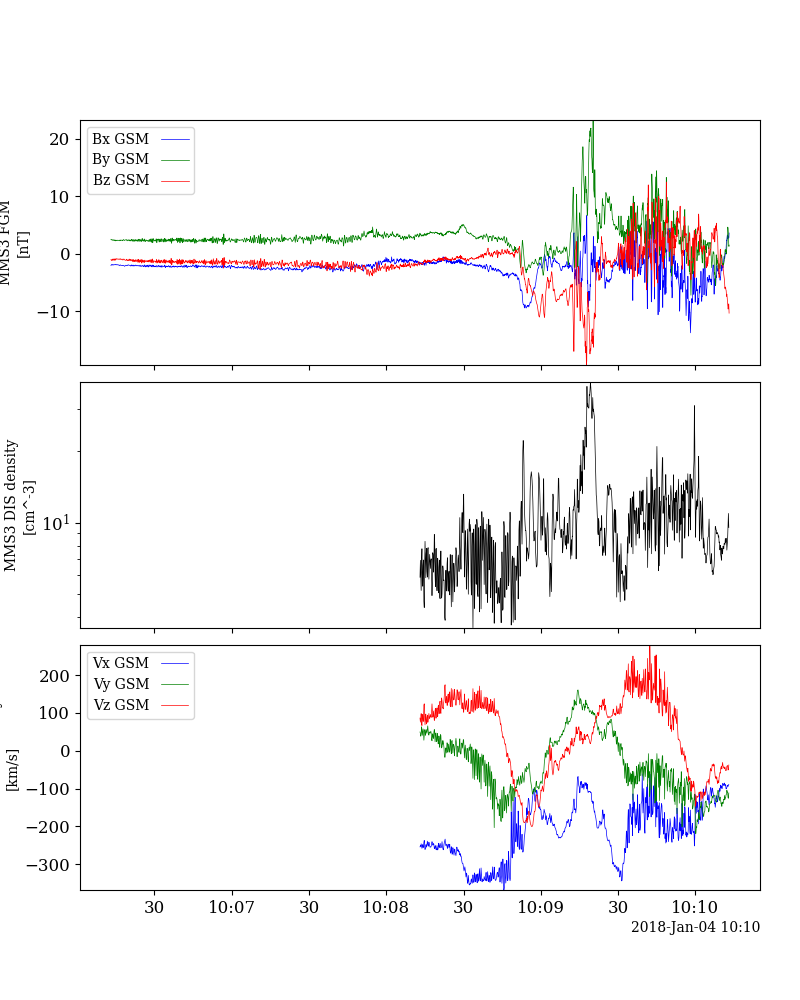 Bx GSM
By GSM
Bz GSM
20
10
0
−10
MMS3 FGM
[nT]
10^1
MMS3 DIS density
[cm^-3]
Vx GSM
Vy GSM
Vz GSM
200
100
0
−100
−200
−300
[km/s]
30 10:07 30 10:08 30 10:09 30 10:10
2018-Jan-04 10:10